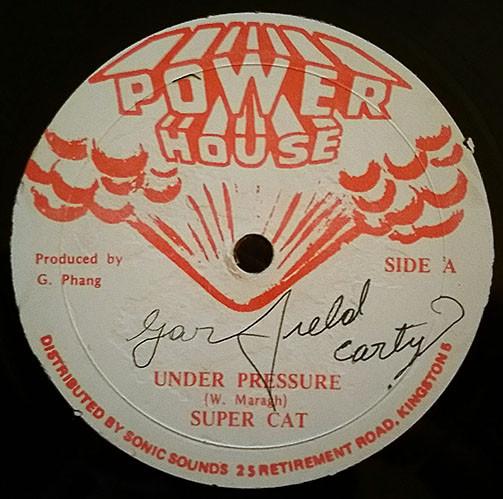 POWER
HOUSE
Produced by
G. Phang
SIDE A
Garfield
Carty
UNDER PRESSURE
(W. Maragh)
SUPER CAT
DISTRIBUTED BY SONIC SOUNDS 25 RETIREMENT ROAD, KINGSTON 5